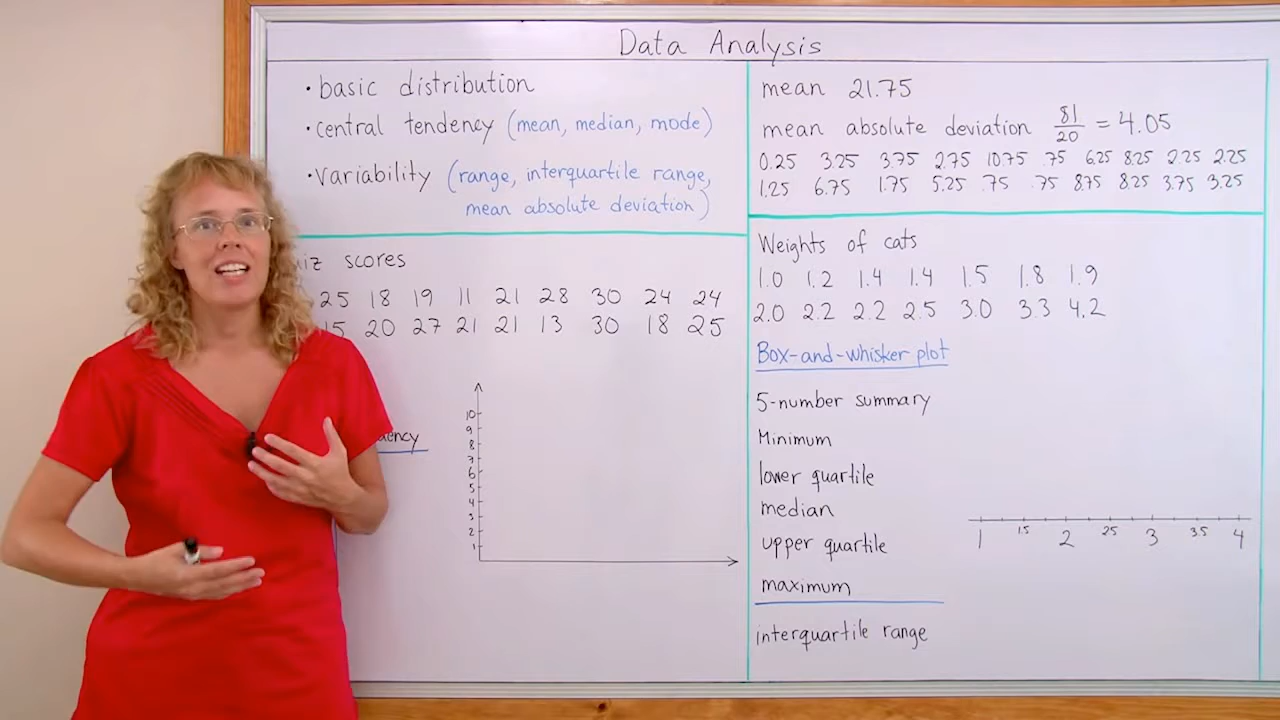 Data Analysis
• basic distribution
• central tendency (mean, median, mode)
• variability (range, interquartile range,
mean absolute deviation)
scores
25 18 19 11 21 28 30 24 24
15 20 27 21 21 13 30 18 25
10
9
8
7
6
5
4
3
2
1
mean 21.75
mean absolute deviation 81/20 = 4.05
0.25 3.25 3.75 2.75 10.75 .75 6.25 8.25 2.25 2.25
1.25 6.75 1.75 5.25 .75 .75 8.75 8.25 3.75 3.25
Weights of cats
1.0 1.2 1.4 1.4 1.5 1.8 1.9
2.0 2.2 2.2 2.5 3.0 3.3 4.2
Box-and-whisker plot
5-number summary
Minimum
lower quartile
median
upper quartile
maximum
interquartile range
1 1.5 2 2.5 3 3.5 4